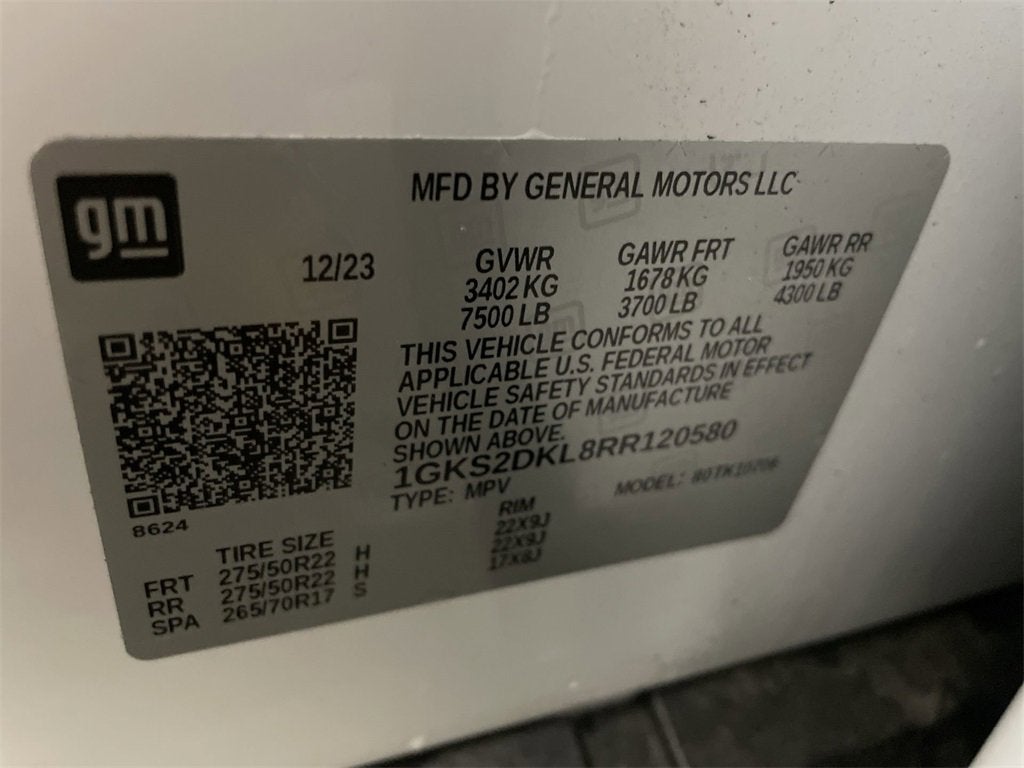 gm
MFD BY GENERAL MOTORS LLC
12/23
GVWR GAWR FRT GAWR RR
3402 KG 1678 KG 1950 KG
7500 LB 3700 LB 4300 LB
THIS VEHICLE CONFORMS TO ALL
APPLICABLE U.S. FEDERAL MOTOR
VEHICLE SAFETY STANDARDS IN EFFECT
ON THE DATE OF MANUFACTURE
SHOWN ABOVE.
1GKS2DKL8RR120580
TYPE: MPV MODEL: 80TK10706
8624
TIRE SIZE RIM
FRT 275/50R22 H 22X9J
RR 275/50R22 H 22X9J
SPA 265/70R17 S 17X8J